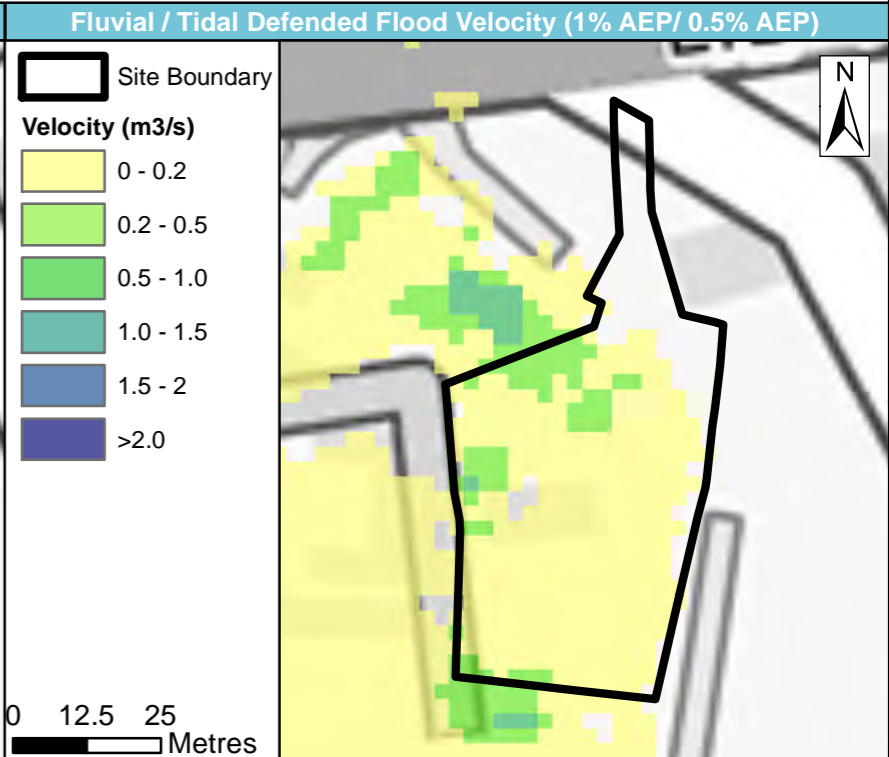 Fluvial / Tidal Defended Flood Velocity (1% AEP/ 0.5% AEP)
Site Boundary
Velocity (m3/s)
0 - 0.2
0.2 - 0.5
0.5 - 1.0
1.0 - 1.5
1.5 - 2
>2.0
0 12.5 25
Metres
N